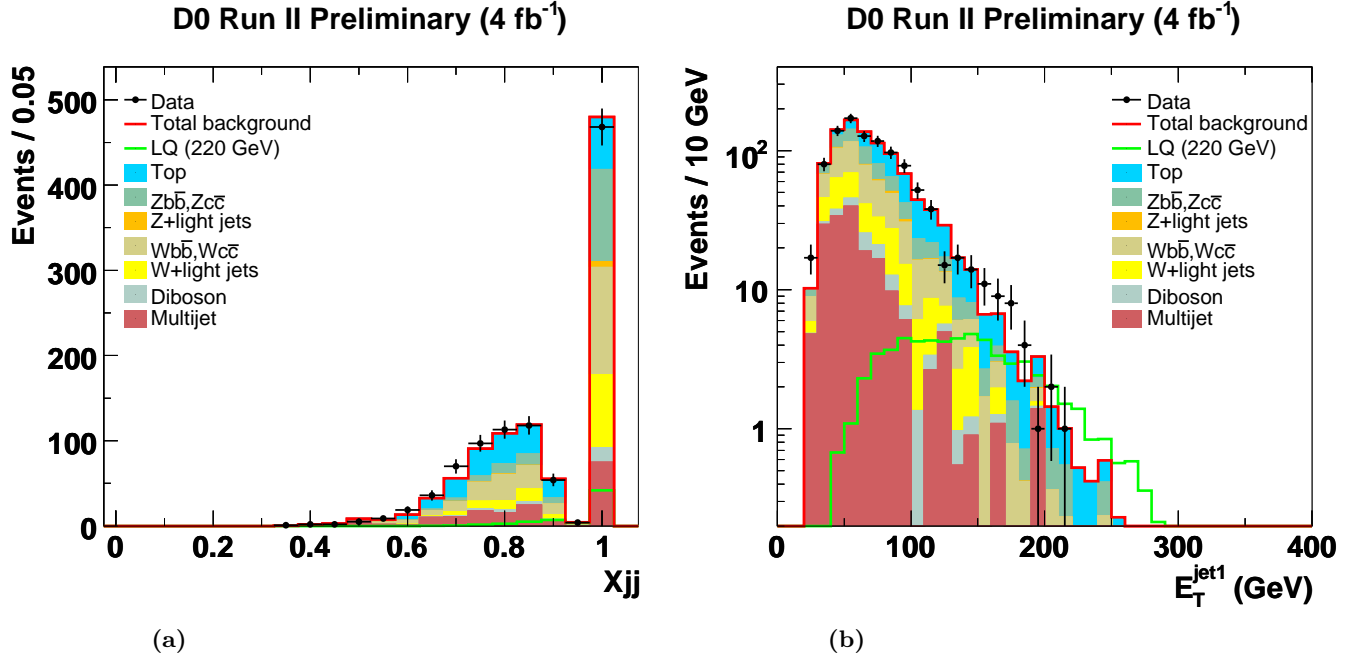 D0 Run II Preliminary (4 fb⁻¹)
Events / 0.05
500
400
300
200
100
0
Data
Total background
LQ (220 GeV)
Top
Zbb̅,Zcc̅
Z+light jets
Wbb̅,Wcc̅
W+light jets
Diboson
Multijet
0 0.2 0.4 0.6 0.8 1
Xjj
(a)
D0 Run II Preliminary (4 fb⁻¹)
Events / 10 GeV
10²
10
1
Data
Total background
LQ (220 GeV)
Top
Zbb̅,Zcc̅
Z+light jets
Wbb̅,Wcc̅
W+light jets
Diboson
Multijet
0 100 200 300 400
E_T^jet1 (GeV)
(b)